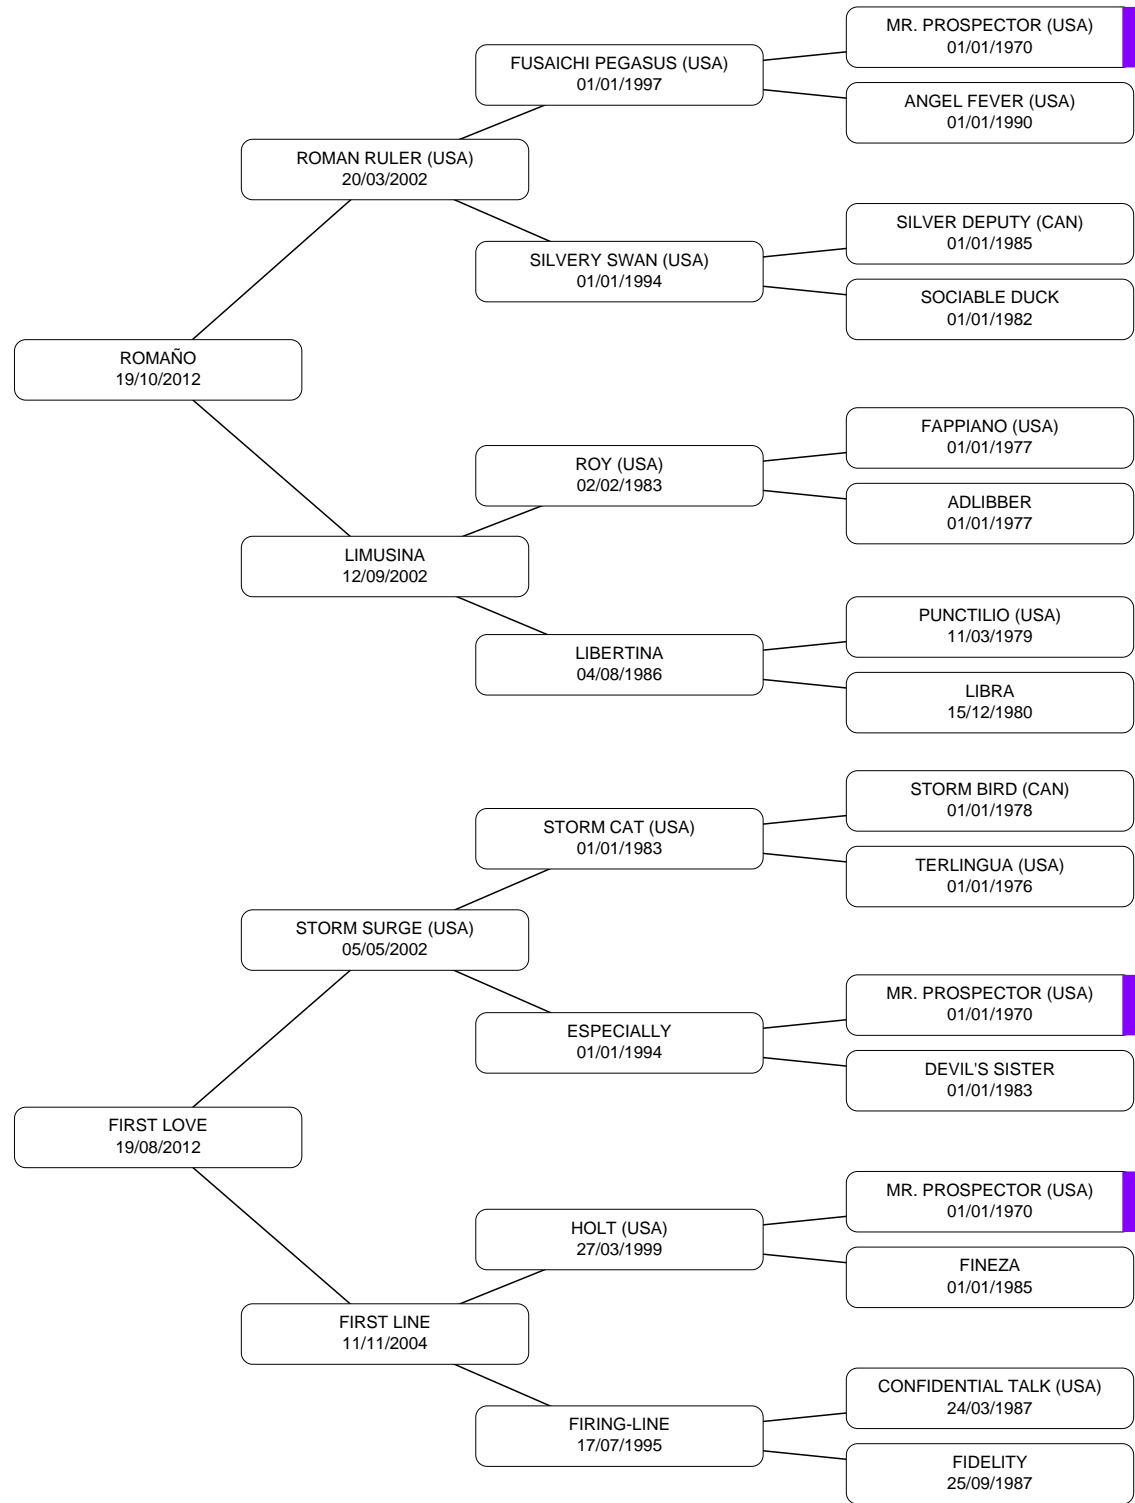 MR. PROSPECTOR (USA)
01/01/1970
FUSAICHI PEGASUS (USA)
01/01/1997
ANGEL FEVER (USA)
01/01/1990
ROMAN RULER (USA)
20/03/2002
SILVER DEPUTY (CAN)
01/01/1985
SILVERY SWAN (USA)
01/01/1994
SOCIABLE DUCK
01/01/1982
ROMAÑO
19/10/2012
FAPPIANO (USA)
01/01/1977
ROY (USA)
02/02/1983
ADLIBBER
01/01/1977
LIMUSINA
12/09/2002
PUNCTILIO (USA)
11/03/1979
LIBERTINA
04/08/1986
LIBRA
15/12/1980
STORM BIRD (CAN)
01/01/1978
STORM CAT (USA)
01/01/1983
TERLINGUA (USA)
01/01/1976
STORM SURGE (USA)
05/05/2002
MR. PROSPECTOR (USA)
01/01/1970
ESPECIALLY
01/01/1994
DEVIL'S SISTER
01/01/1983
FIRST LOVE
19/08/2012
MR. PROSPECTOR (USA)
01/01/1970
HOLT (USA)
27/03/1999
FINEZA
01/01/1985
FIRST LINE
11/11/2004
CONFIDENTIAL TALK (USA)
24/03/1987
FIRING-LINE
17/07/1995
FIDELITY
25/09/1987